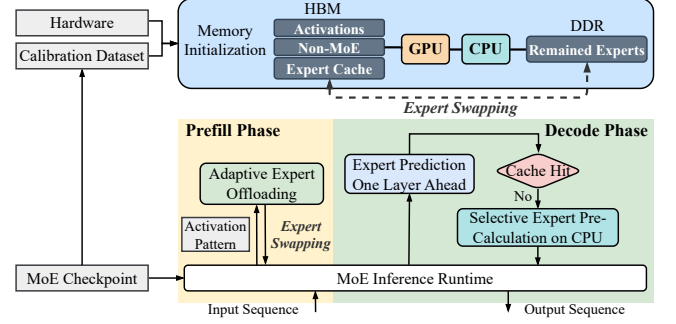 Hardware
Calibration Dataset
MoE Checkpoint
Memory
Initialization
HBM
Activations
Non-MoE
Expert Cache
GPU
CPU
DDR
Remained Experts
Expert Swapping
Prefill Phase
Decode Phase
Adaptive Expert
Offloading
Activation
Pattern
Expert
Swapping
Expert Prediction
One Layer Ahead
Cache Hit
No
Selective Expert Pre-
Calculation on CPU
MoE Inference Runtime
Input Sequence
Output Sequence